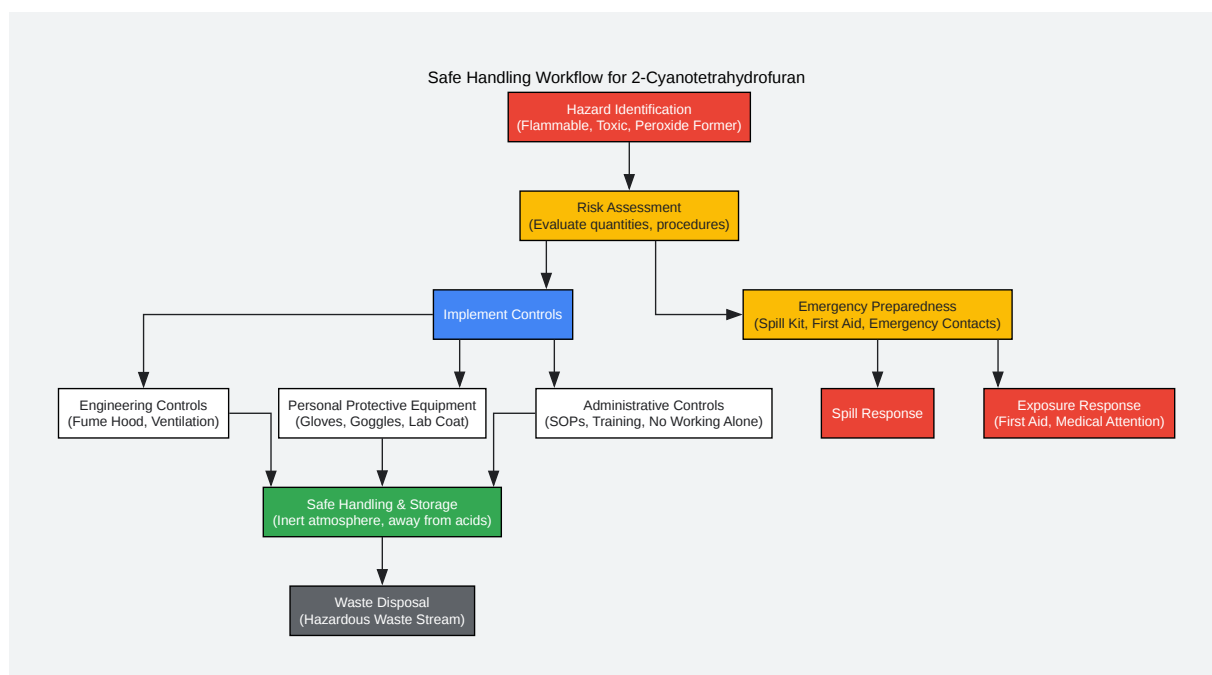 Safe Handling Workflow for 2-Cyanotetrahydrofuran
Hazard Identification
(Flammable, Toxic, Peroxide Former)
Risk Assessment
(Evaluate quantities, procedures)
Implement Controls
Emergency Preparedness
(Spill Kit, First Aid, Emergency Contacts)
Engineering Controls
(Fume Hood, Ventilation)
Personal Protective Equipment
(Gloves, Goggles, Lab Coat)
Administrative Controls
(SOPs, Training, No Working Alone)
Spill Response
Exposure Response
(First Aid, Medical Attention)
Safe Handling & Storage
(Inert atmosphere, away from acids)
Waste Disposal
(Hazardous Waste Stream)